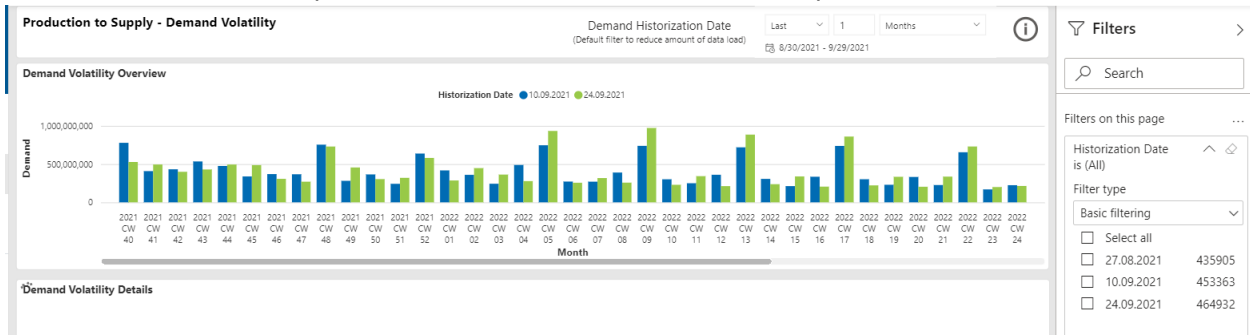 Production to Supply - Demand Volatility
Demand Historization Date
(Default filter to reduce amount of data load)
Last 1 Months
8/30/2021 - 9/29/2021
Demand Volatility Overview
Historization Date 10.09.2021 24.09.2021
Demand
1,000,000,000
500,000,000
0
2021 2021 2021 2021 2021 2021 2021 2021 2021 2021 2021 2021 2021 2022 2022 2022 2022 2022 2022 2022 2022 2022 2022 2022 2022 2022 2022 2022 2022 2022 2022 2022 2022 2022 2022 2022 2022
CW CW CW CW CW CW CW CW CW CW CW CW CW CW CW CW CW CW CW CW CW CW CW CW CW CW CW CW CW CW CW CW CW CW CW CW CW
40 41 42 43 44 45 46 47 48 49 50 51 52 01 02 03 04 05 06 07 08 09 10 11 12 13 14 15 16 17 18 19 20 21 22 23 24
Month
Demand Volatility Details
Filters
Search
Filters on this page
...
Historization Date
is (All)
Filter type
Basic filtering
Select all
27.08.2021 435905
10.09.2021 453363
24.09.2021 464932